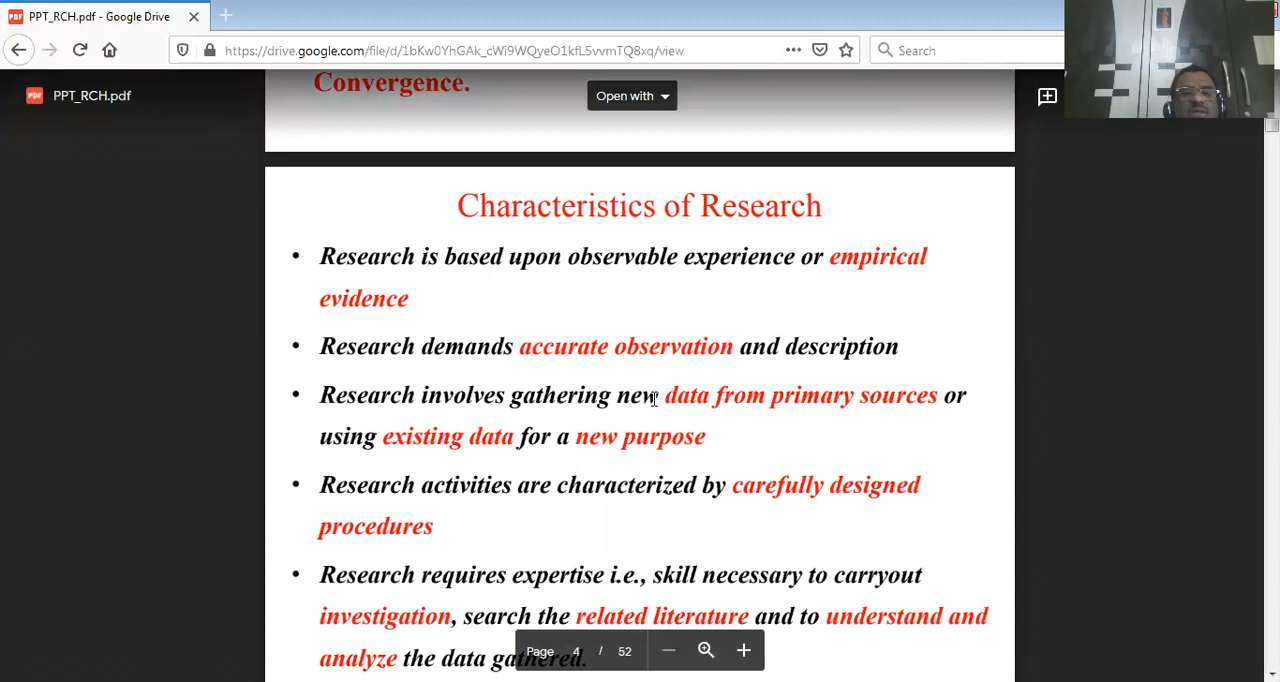 PPT_RCH.pdf - Google Drive
https://drive.google.com/file/d/1bKw0YhGAk_cWi9WQyeO1kfL5vvmTQ8xq/view
Search
PDF PPT_RCH.pdf
Open with
Convergence.
Characteristics of Research
• Research is based upon observable experience or empirical
evidence
• Research demands accurate observation and description
• Research involves gathering new data from primary sources or
using existing data for a new purpose
• Research activities are characterized by carefully designed
procedures
• Research requires expertise i.e., skill necessary to carryout
investigation, search the related literature and to understand and
analyze the data gathered.
Page 4 / 52